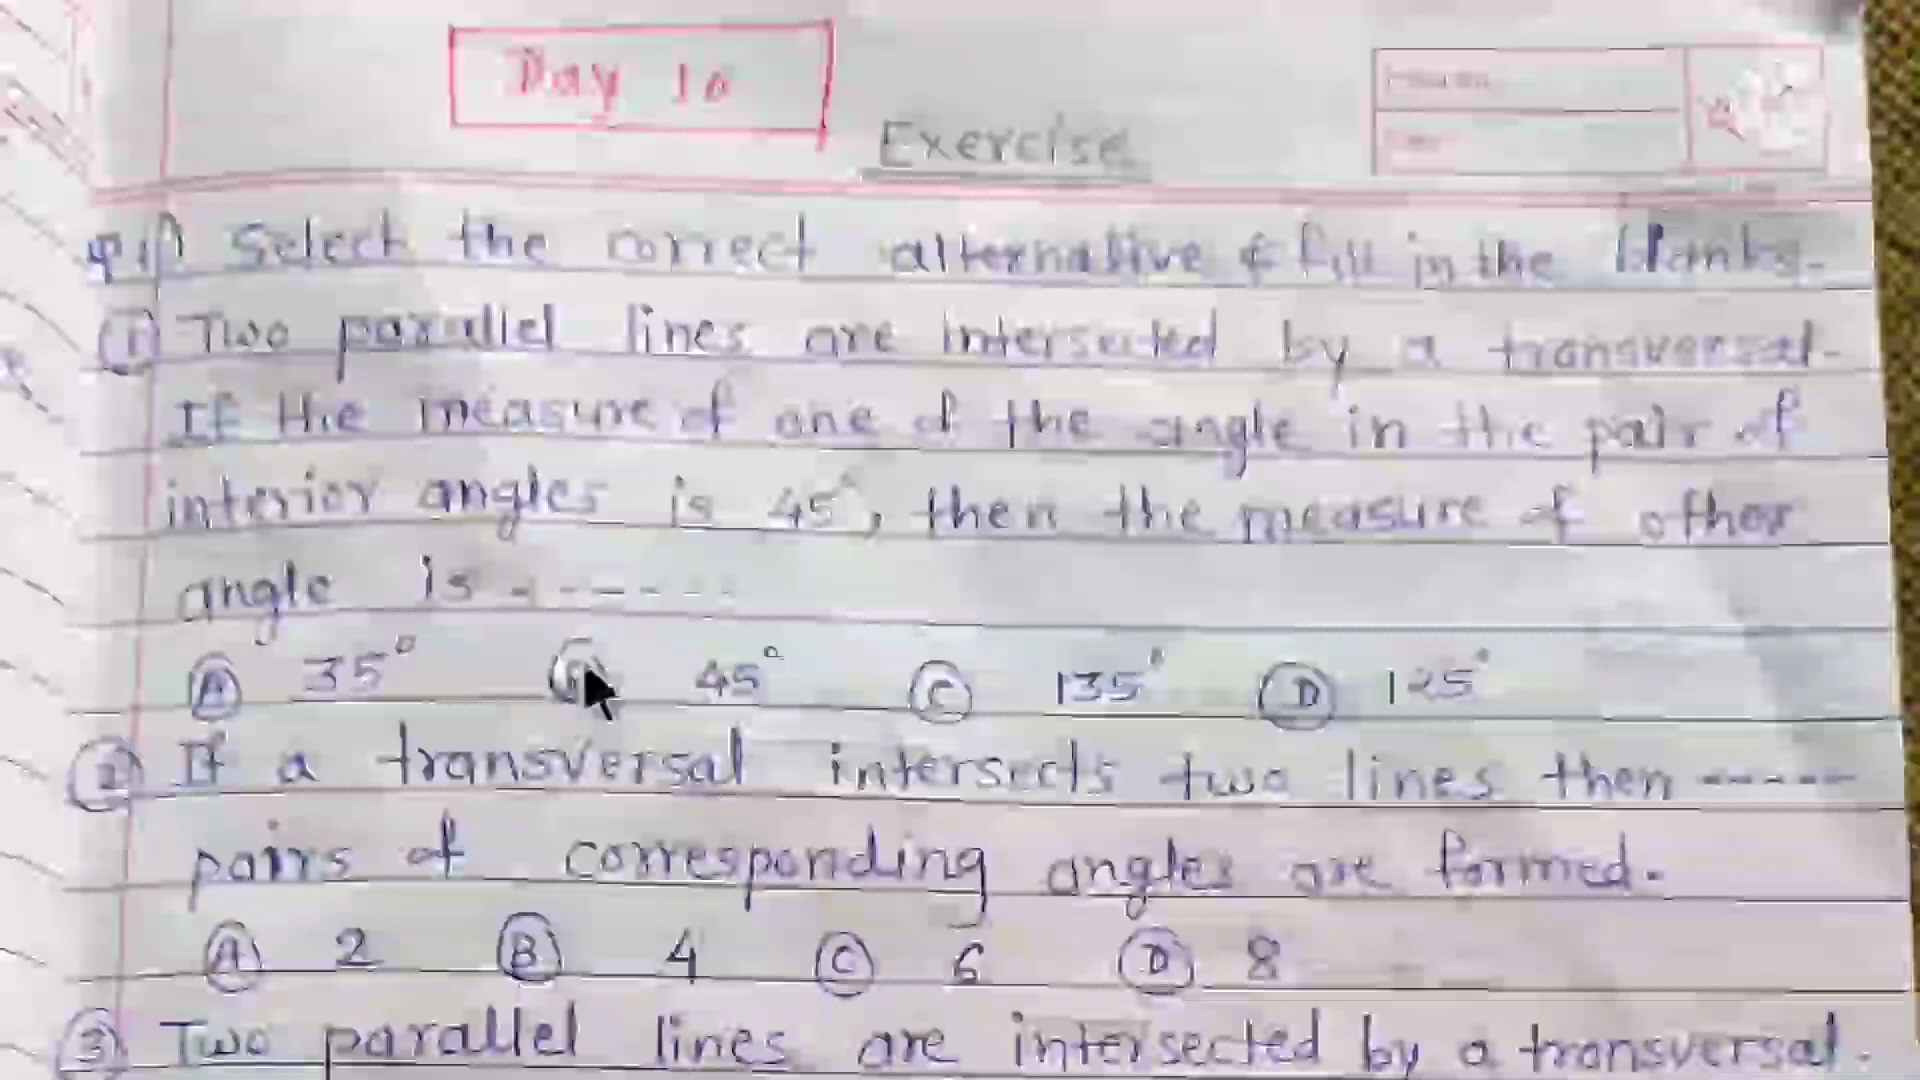 Day 10
Exercise
Q.1) Select the correct alternative & fill in the blanks.
(1) Two parallel lines are intersected by a transversal.
If the measure of one of the angle in the pair of
interior angles is 45°, then the measure of other
angle is ------
(A) 35° 45° (C) 135° (D) 125°
(2) If a transversal intersects two lines then -----
pairs of corresponding angles are formed.
(A) 2 (B) 4 (C) 6 (D) 8
(3) Two parallel lines are intersected by a transversal.